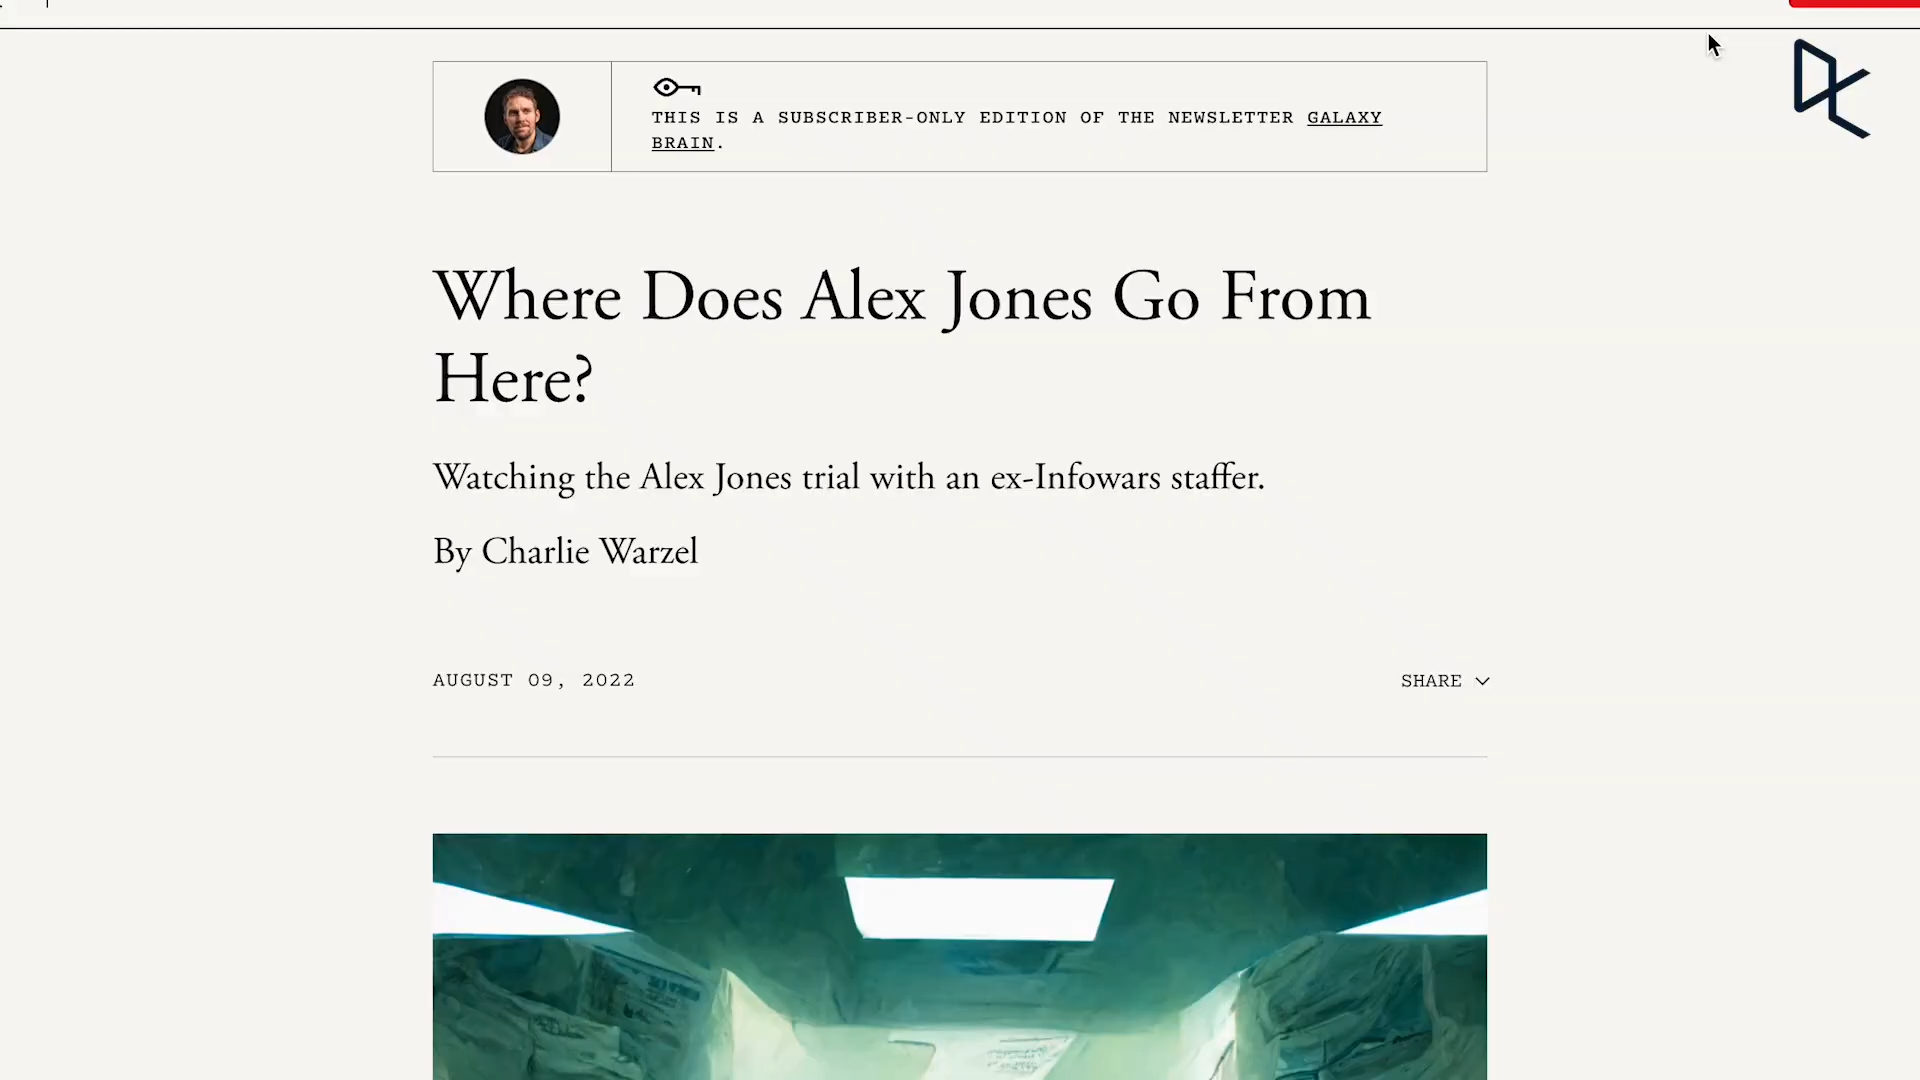 THIS IS A SUBSCRIBER-ONLY EDITION OF THE NEWSLETTER GALAXY
BRAIN.
Where Does Alex Jones Go From
Here?
Watching the Alex Jones trial with an ex-Infowars staffer.
By Charlie Warzel
AUGUST 09, 2022
SHARE